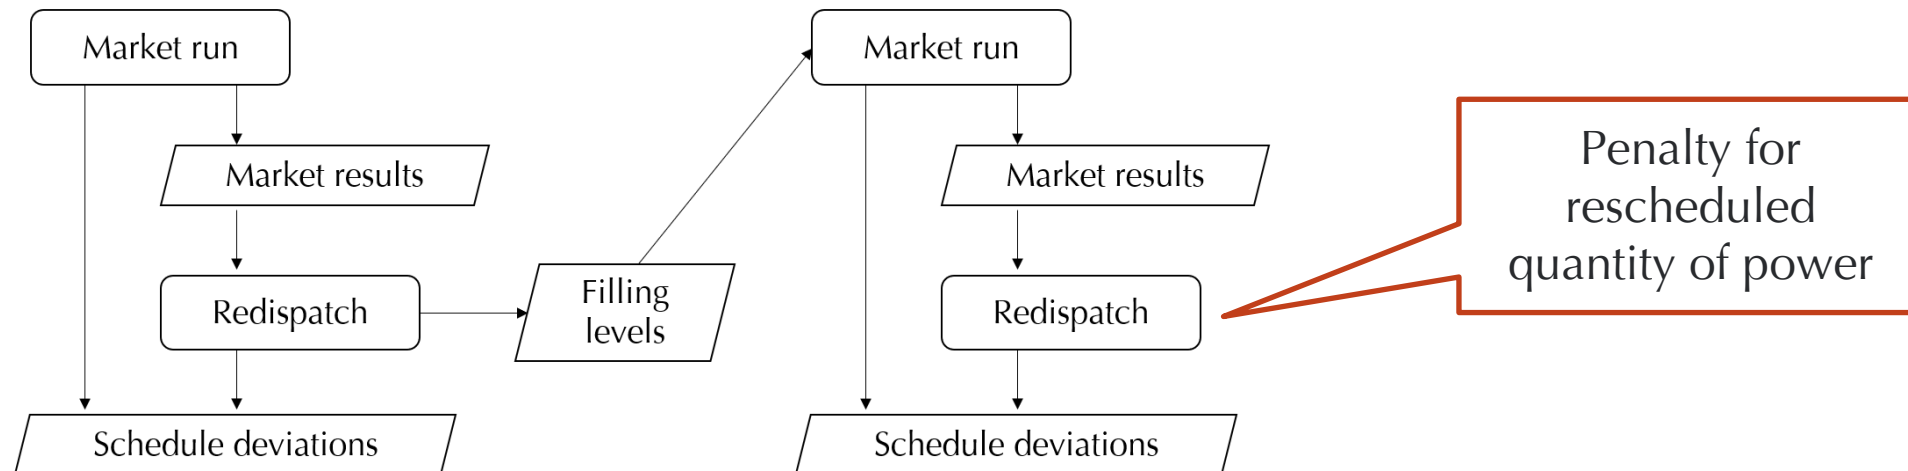 Market run
Market results
Redispatch
Filling
levels
Schedule deviations
Market run
Market results
Redispatch
Schedule deviations
Penalty for
rescheduled
quantity of power